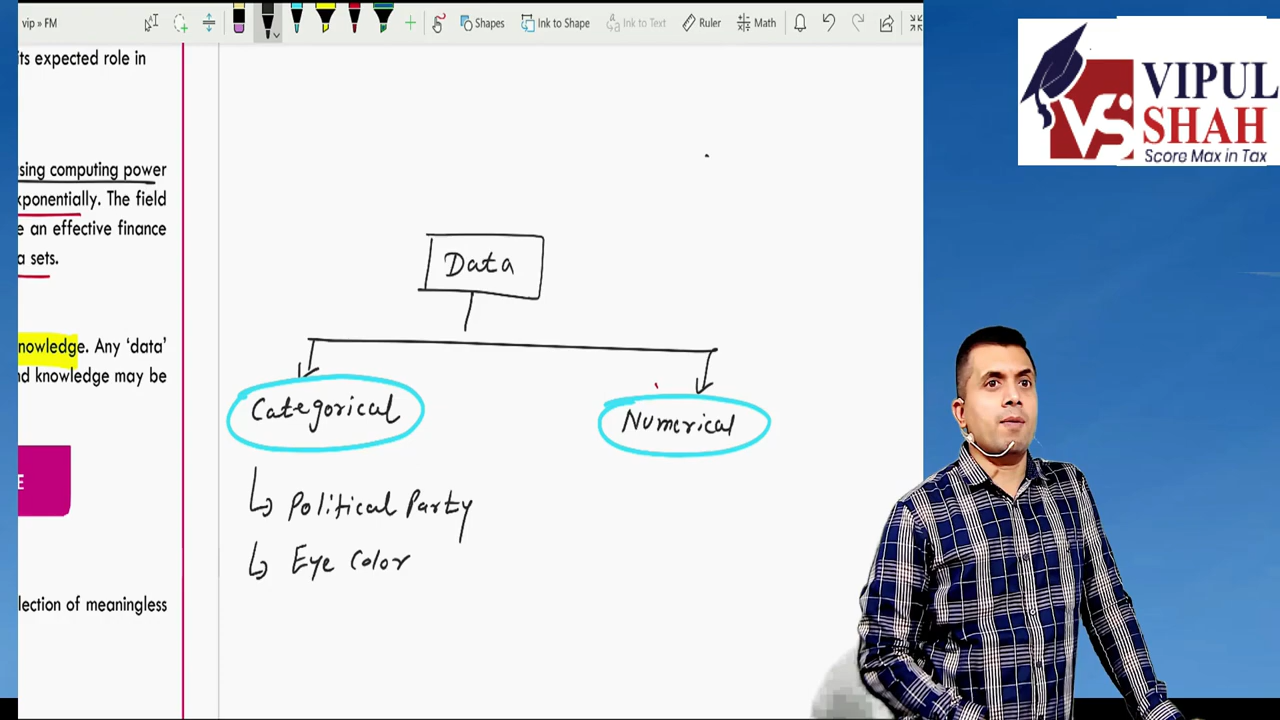 vip » FM
Shapes
Ink to Shape
Ink to Text
Ruler
Math
its expected role in
sing computing power
xponentially. The field
e an effective finance
a sets.
nowledge. Any 'data'
nd knowledge may be
E
lection of meaningless
Data
Categorical
Numerical
Political Party
Eye Color
VS
VIPUL
SHAH
Score Max in Tax